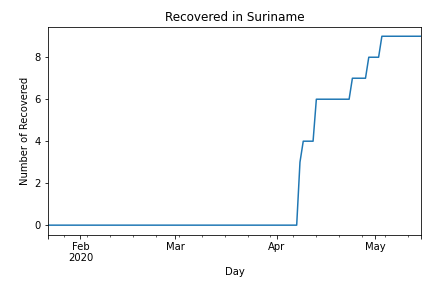 Recovered in Suriname
Number of Recovered
8
6
4
2
0
Feb
2020
Mar
Apr
May
Day